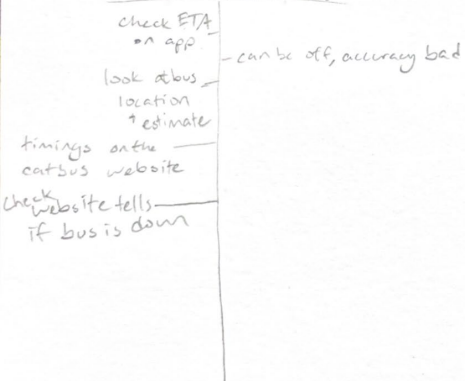 check ETA
on app
can be off, accuracy bad
look at bus
location
+ estimate
timings on the
catbus website
check
website tells
if bus is down